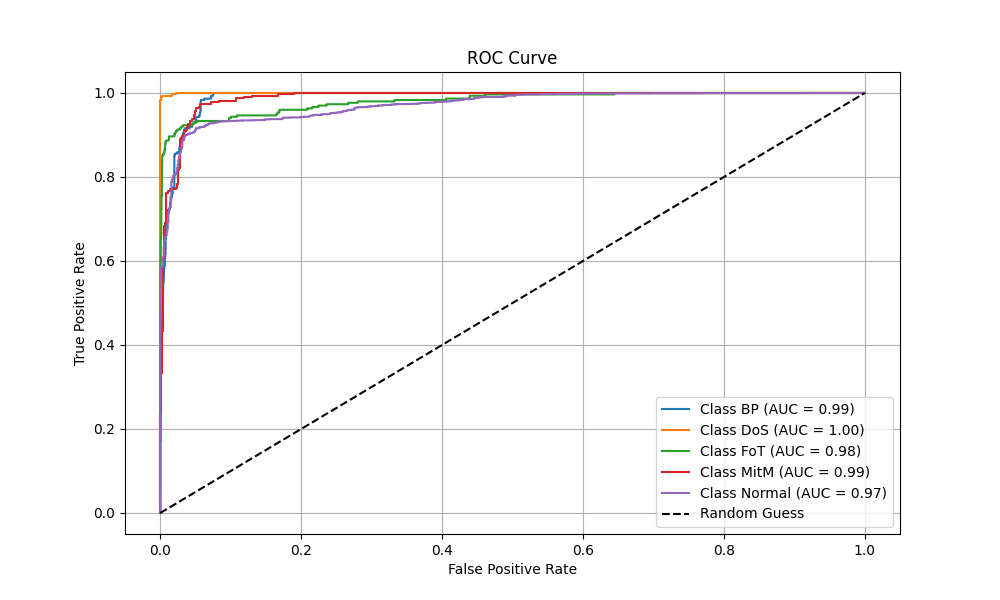 ROC Curve
1.0
0.8
0.6
0.4
0.2
0.0
True Positive Rate
0.0 0.2 0.4 0.6 0.8 1.0
False Positive Rate
Class BP (AUC = 0.99)
Class DoS (AUC = 1.00)
Class FoT (AUC = 0.98)
Class MitM (AUC = 0.99)
Class Normal (AUC = 0.97)
Random Guess